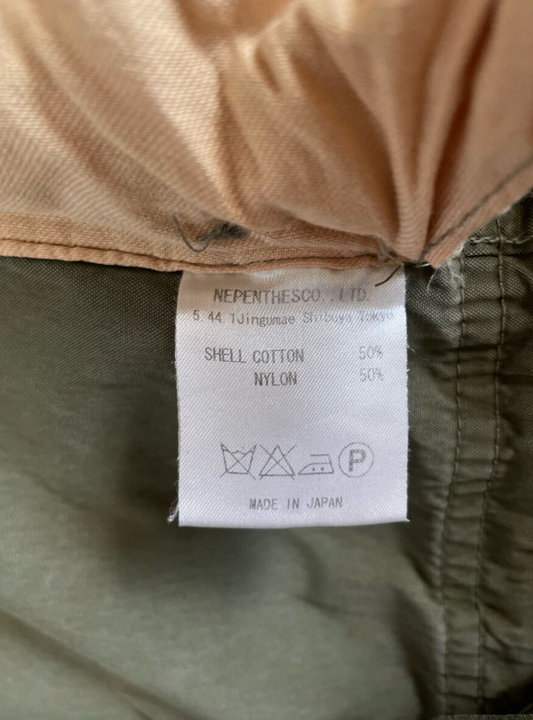 NEPENTHESCO.,LTD.
5.44.1Jingumae Shibuya Tokyo
SHELL COTTON 50%
NYLON 50%
P
MADE IN JAPAN